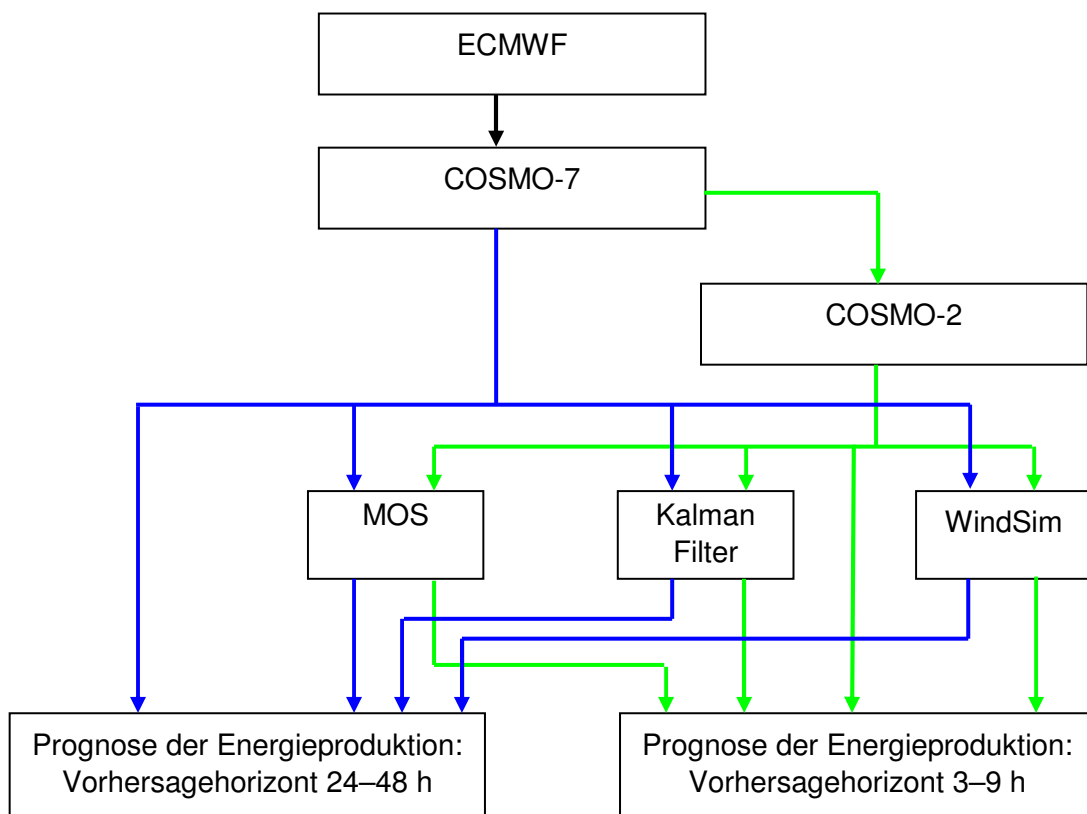 ECMWF
COSMO-7
COSMO-2
MOS
Kalman
Filter
WindSim
Prognose der Energieproduktion:
Vorhersagehorizont 24–48 h
Prognose der Energieproduktion:
Vorhersagehorizont 3–9 h